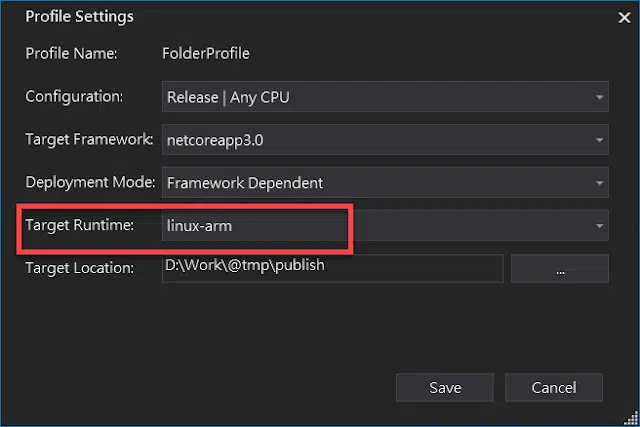 Profile Settings
Profile Name: FolderProfile
Configuration: Release | Any CPU
Target Framework: netcoreapp3.0
Deployment Mode: Framework Dependent
Target Runtime: linux-arm
Target Location: D:\Work\@tmp\publish ...
Save Cancel